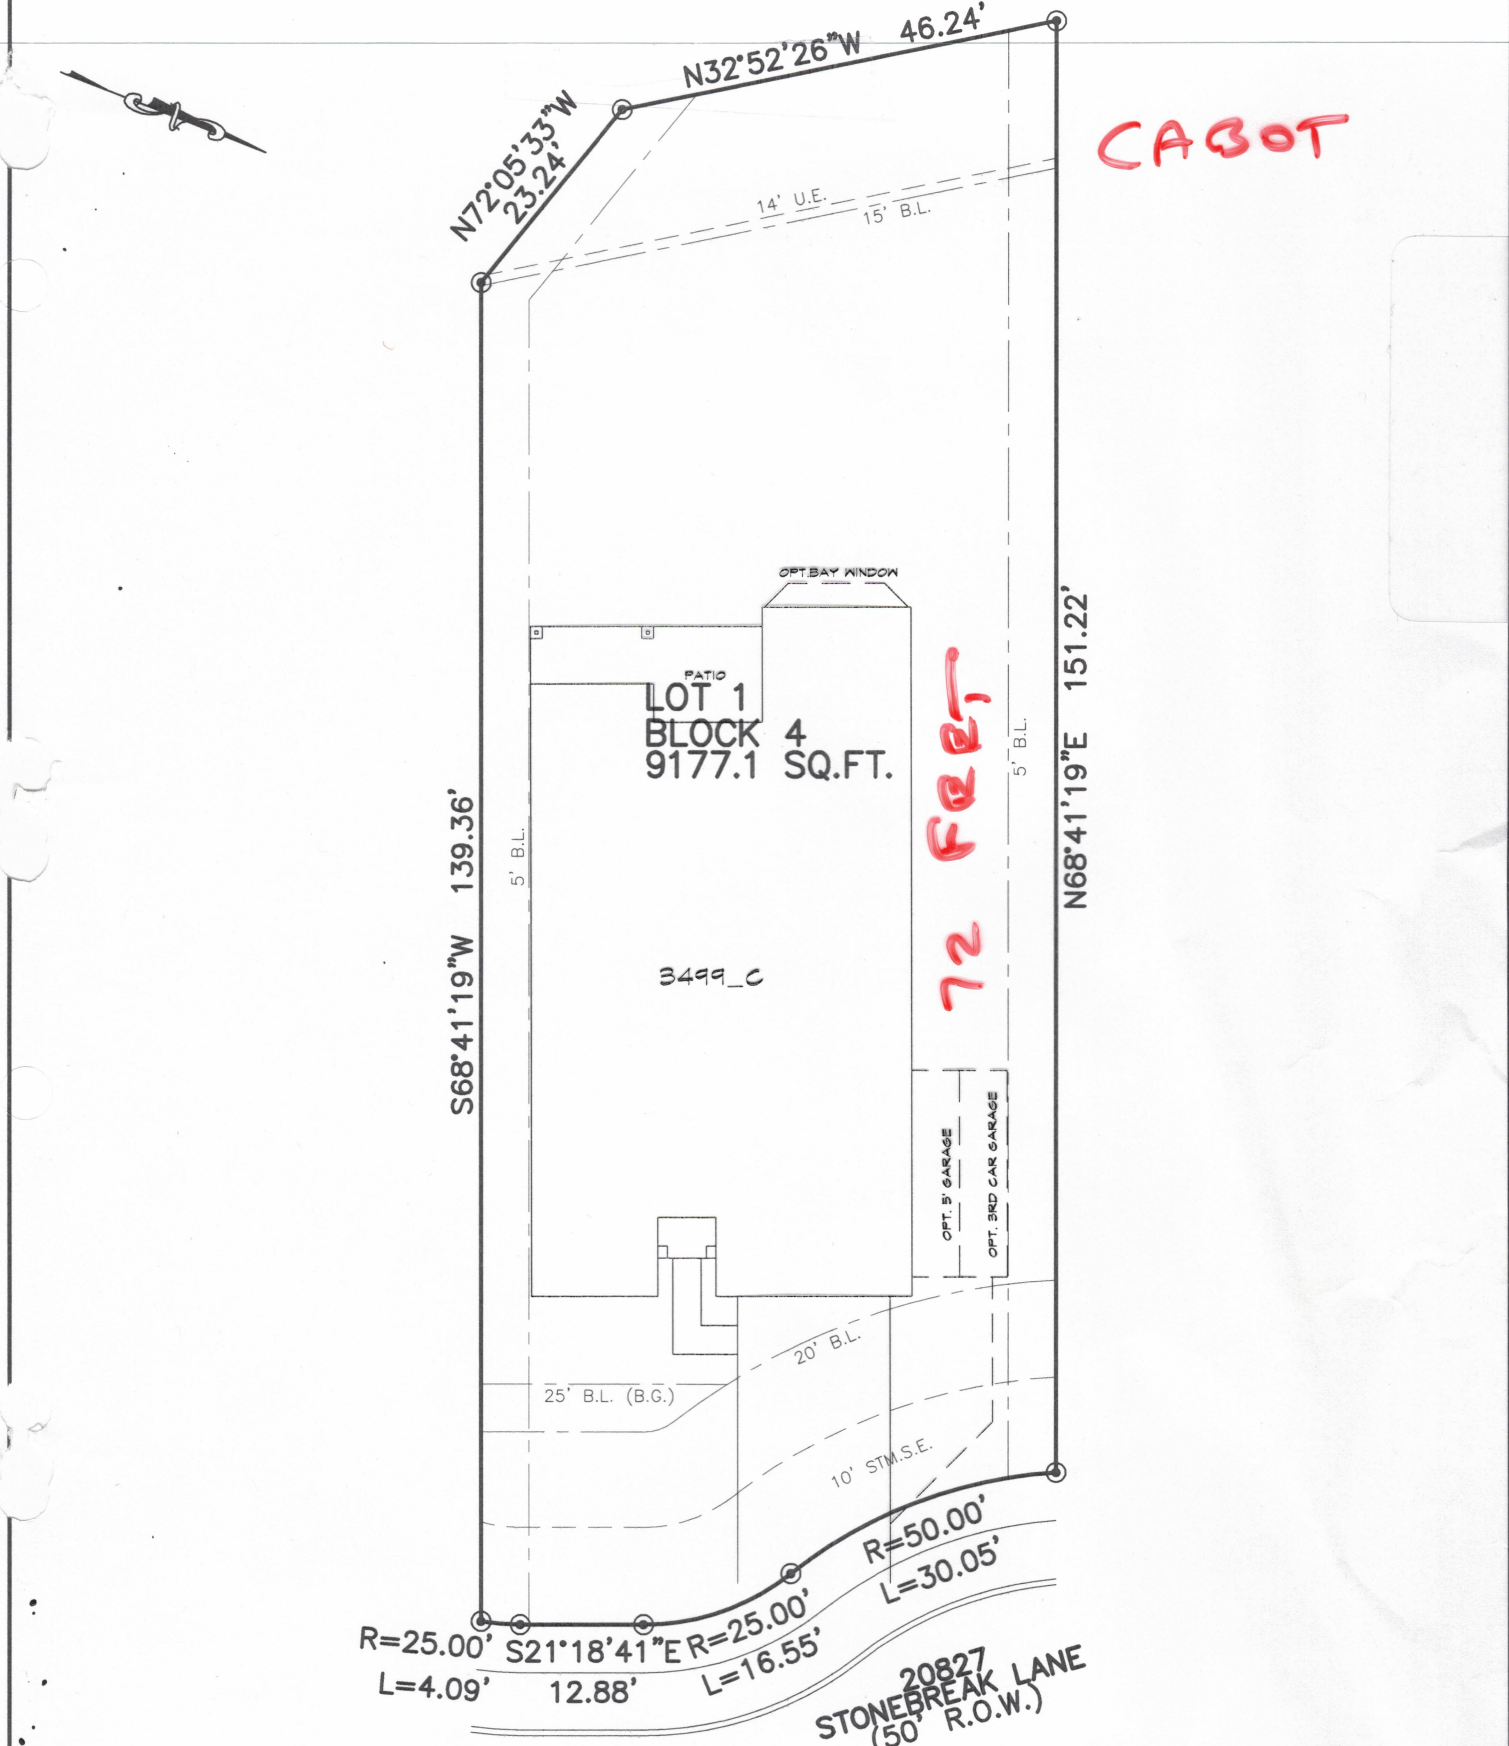 N32°52'26"W 46.24'
N72°05'33"W
23.24'
CABOT
14' U.E.
15' B.L.
OPT.BAY WINDOW
PATIO
LOT 1
BLOCK 4
9177.1 SQ.FT.
72 FEET
5' B.L.
N68°41'19"E 151.22'
S68°41'19"W 139.36'
5' B.L.
3499_C
OPT. 5' GARAGE
OPT. 3RD CAR GARAGE
20' B.L.
25' B.L. (B.G.)
10' STM.S.E.
R=50.00'
L=30.05'
R=25.00'
L=4.09'
S21°18'41"E
12.88'
R=25.00'
L=16.55'
20827
STONEBREAK LANE
(50' R.O.W.)